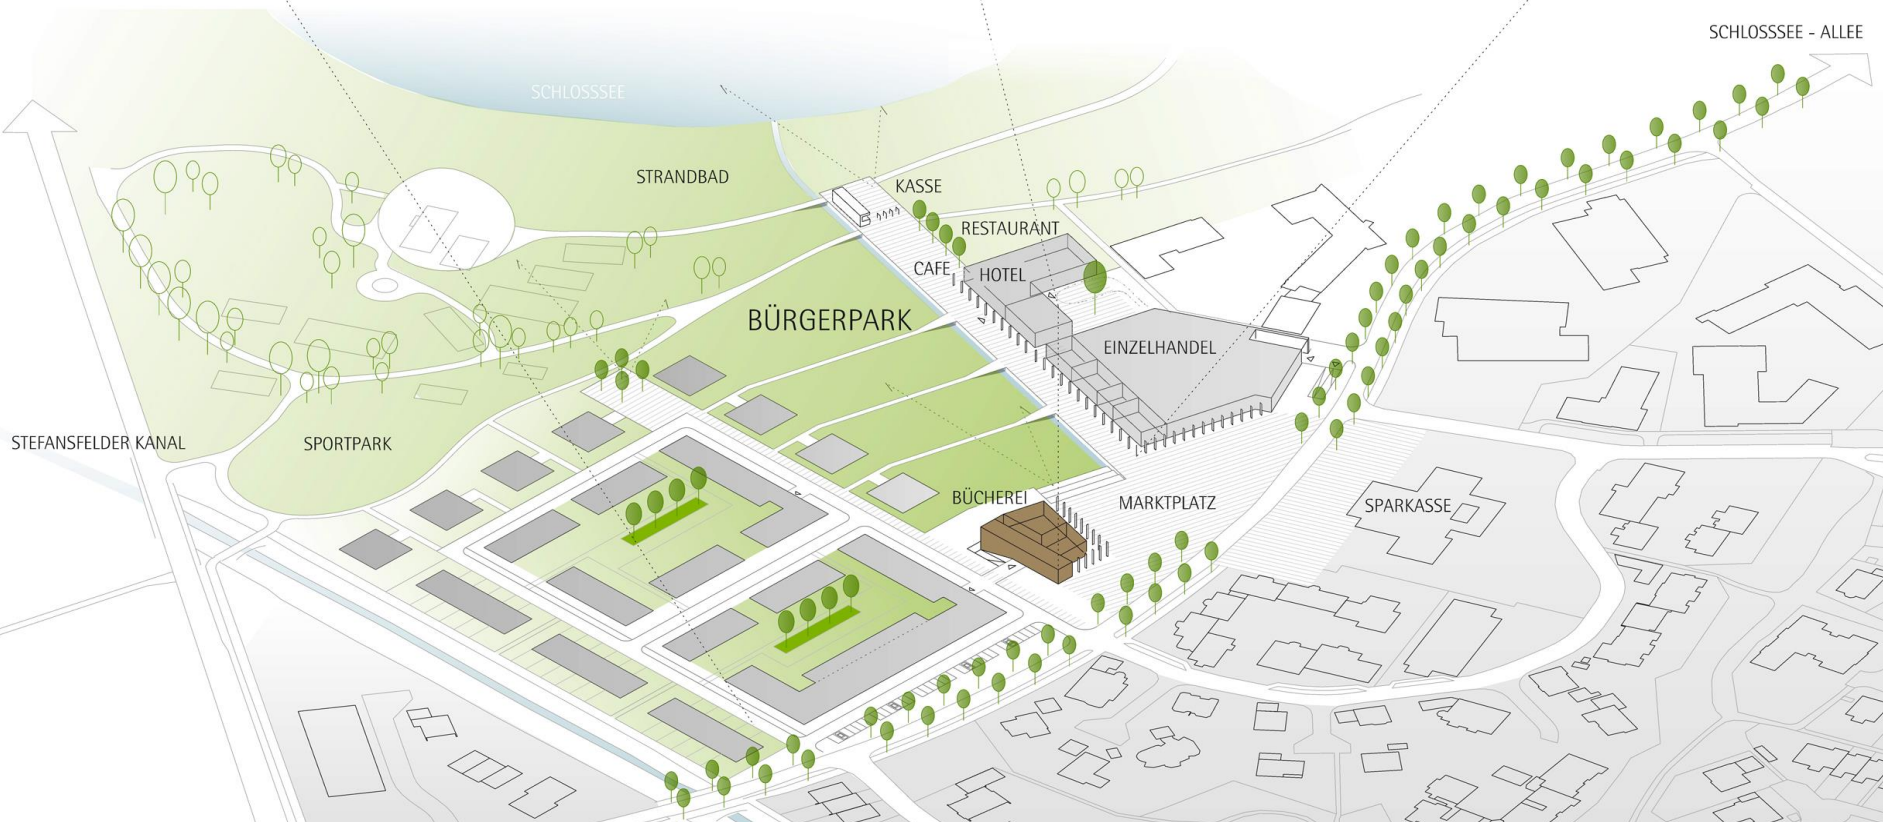 SCHLOSSSEE - ALLEE
SCHLOSSSEE
STRANDBAD
KASSE
RESTAURANT
CAFE
HOTEL
BÜRGERPARK
EINZELHANDEL
STEFANSFELDER KANAL
SPORTPARK
BÜCHEREI
MARKTPLATZ
SPARKASSE